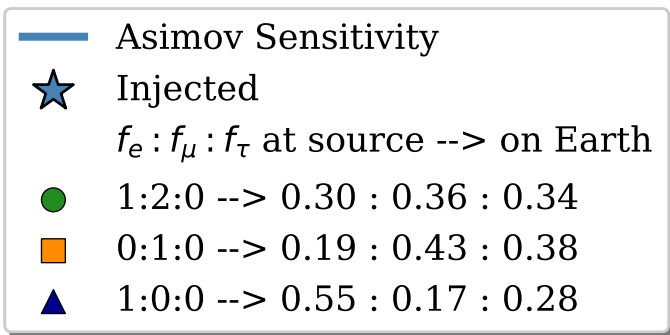 Asimov Sensitivity
Injected
fₑ : f_μ : f_τ at source --> on Earth
1:2:0 --> 0.30 : 0.36 : 0.34
0:1:0 --> 0.19 : 0.43 : 0.38
1:0:0 --> 0.55 : 0.17 : 0.28